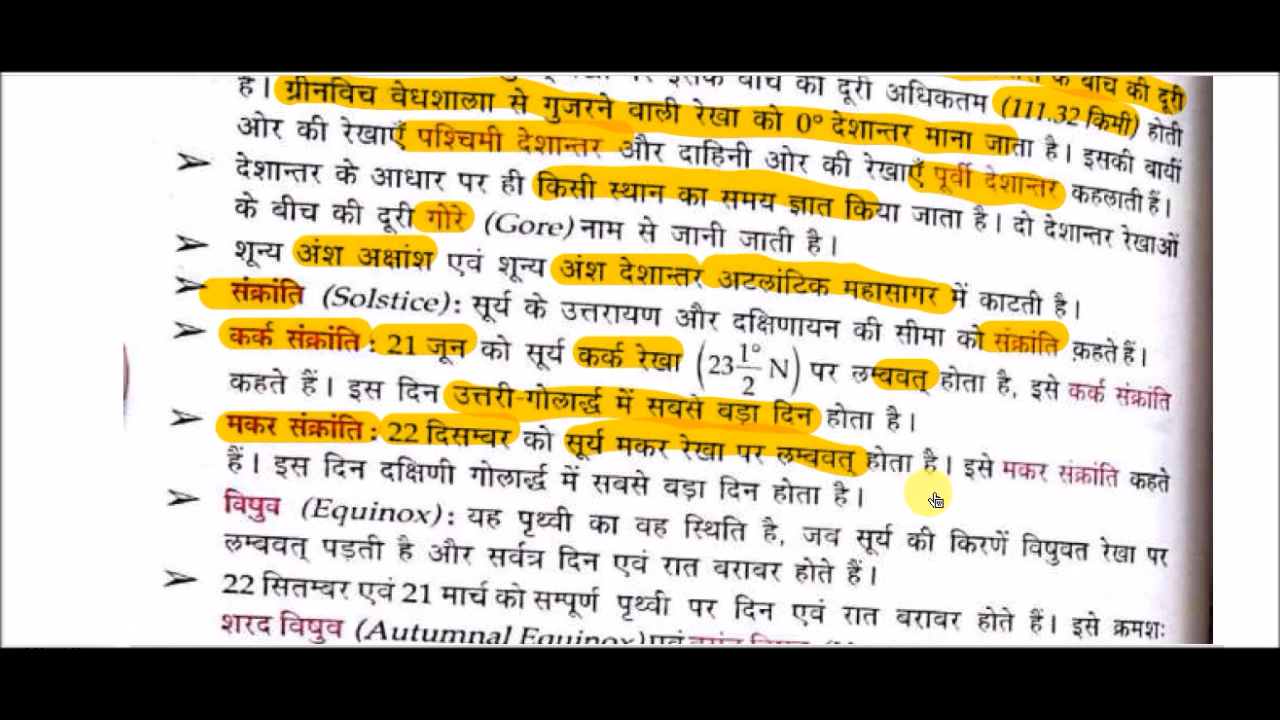 के बीच की दूरी
है। ग्रीनविच वेधशालाा से गुजरने वाली रेखा को 0° देशान्तर माना जाता है। इसकी बायीं
बीच की दूरी अधिकतम (111.32 किमी) होती
ओर की रेखाएँ पश्चिमी देशान्तर और दाहिनी ओर की रेखाएँ पूर्वी देशान्तर कहलाती हैं।
➤ देशान्तर के आधार पर ही किसी स्थान का समय ज्ञात किया जाता है। दो देशान्तर रेखाओं
के बीच की दूरी गोरे (Gore) नाम से जानी जाती है।
➤ शून्य अंश अक्षांश एवं शून्य अंश देशान्तर अटलांटिक महासागर में काटती है।
➤ संक्रांति (Solstice): सूर्य के उत्तरायण और दक्षिणायन की सीमा को संक्रांति कहते हैं।
➤ कर्क संक्रांति: 21 जून को सूर्य कर्क रेखा (23 1°/2 N) पर लम्बवत् होता है, इसे कर्क संक्रांति
कहते हैं। इस दिन उत्तरी-गोलार्द्ध में सबसे बड़ा दिन होता है।
➤ मकर संक्रांति: 22 दिसम्बर को सूर्य मकर रेखा पर लम्बवत् होता है। इसे मकर संक्रांति कहते
हैं। इस दिन दक्षिणी गोलार्द्ध में सबसे बड़ा दिन होता है।
➤ विषुव (Equinox): यह पृथ्वी का वह स्थिति है, जब सूर्य की किरणें विषुवत रेखा पर
लम्बवत् पड़ती है और सर्वत्र दिन एवं रात बराबर होते हैं।
➤ 22 सितम्बर एवं 21 मार्च को सम्पूर्ण पृथ्वी पर दिन एवं रात बराबर होते हैं। इसे क्रमशः
शरद विषुव (Autumnal Equinox) एवं